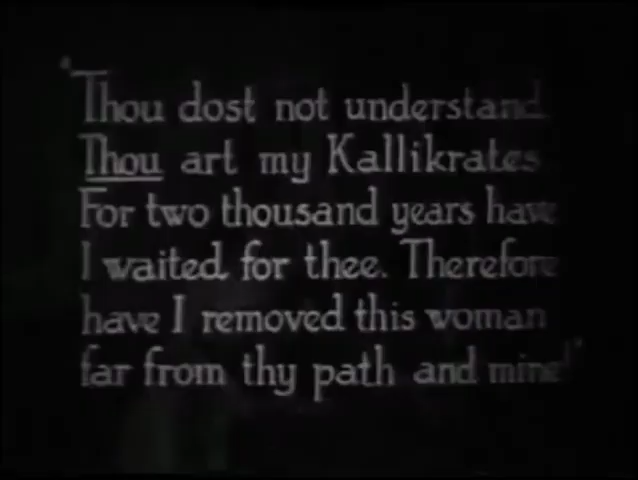 "Thou dost not understand.
Thou art my Kallikrates.
For two thousand years have
I waited for thee. Therefore
have I removed this woman
far from thy path and mine!"